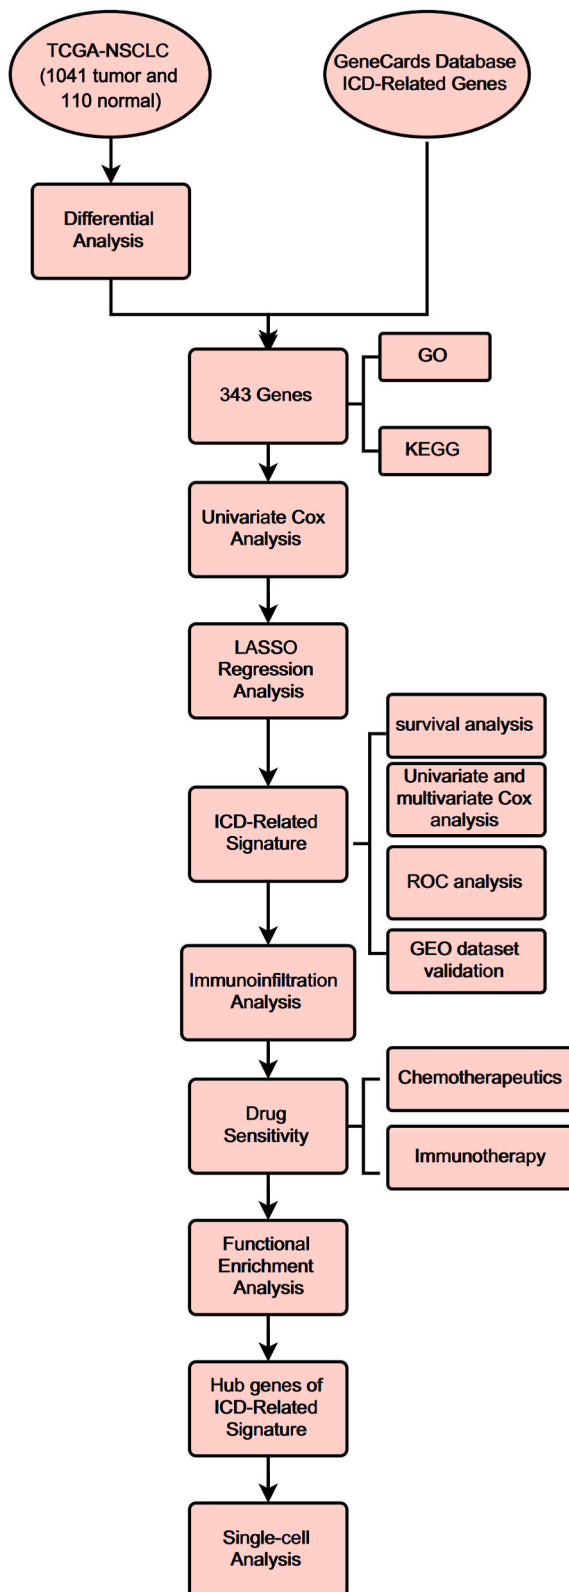 TCGA-NSCLC
(1041 tumor and
110 normal)
GeneCards Database
ICD-Related Genes
Differential
Analysis
343 Genes
GO
KEGG
Univariate Cox
Analysis
LASSO
Regression
Analysis
ICD-Related
Signature
survival analysis
Univariate and
multivariate Cox
analysis
ROC analysis
GEO dataset
validation
Immunoinfiltration
Analysis
Drug
Sensitivity
Chemotherapeutics
Immunotherapy
Functional
Enrichment
Analysis
Hub genes of
ICD-Related
Signature
Single-cell
Analysis